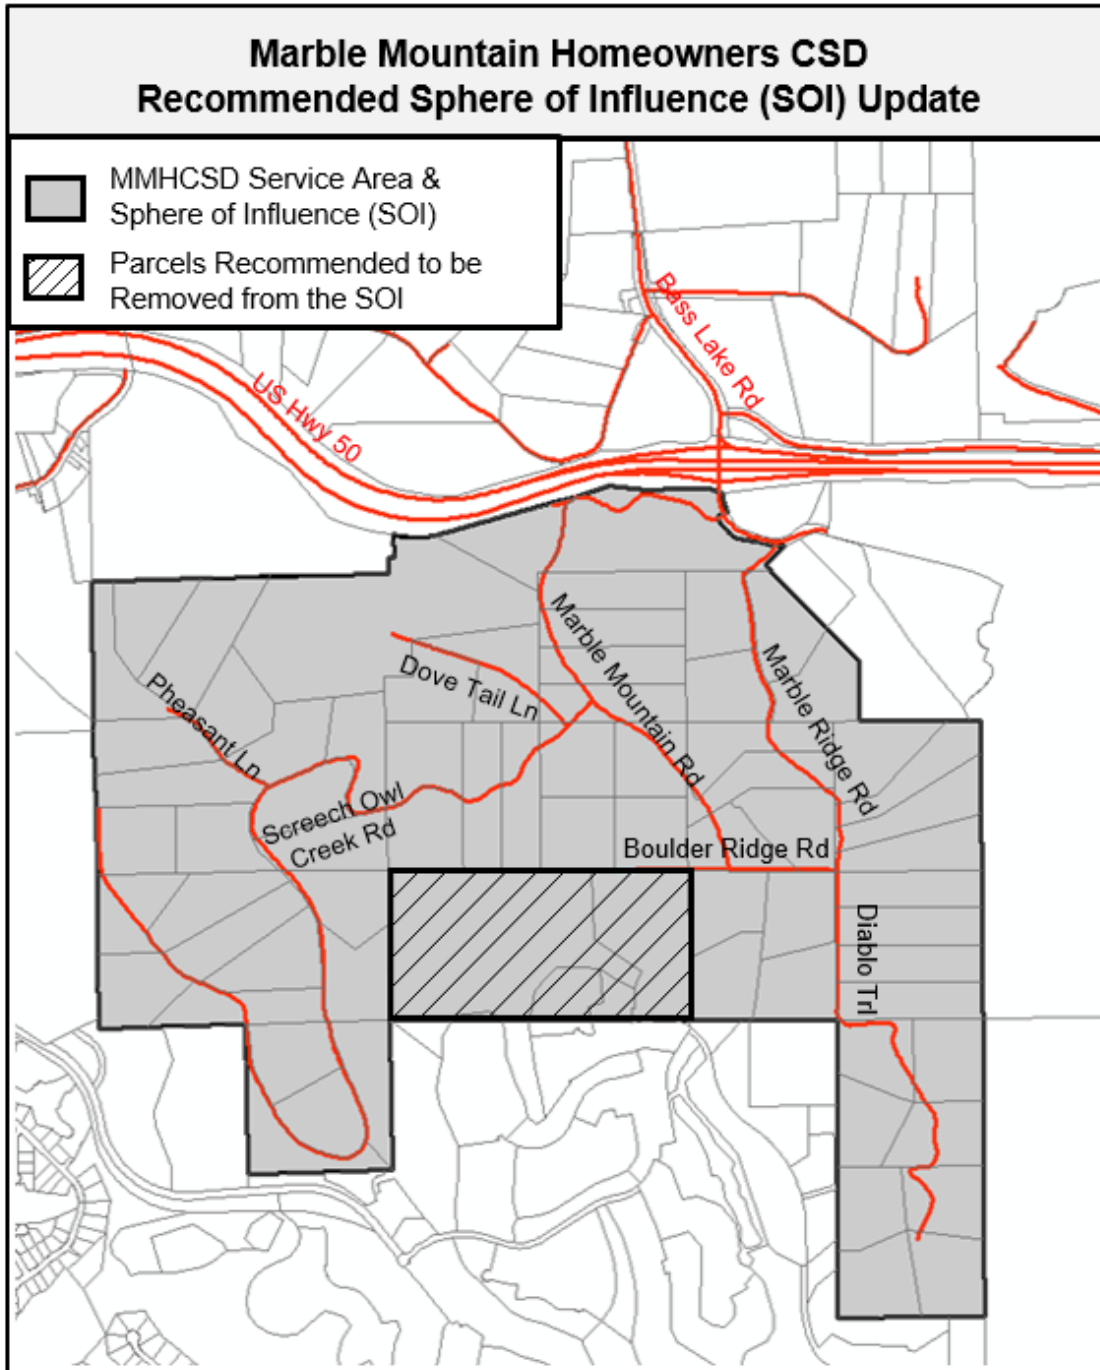 Marble Mountain Homeowners CSD
Recommended Sphere of Influence (SOI) Update
MMHCSD Service Area &
Sphere of Influence (SOI)
Parcels Recommended to be
Removed from the SOI
Bass Lake Rd
US Hwy 50
Marble Mountain Rd
Dove Tail Ln
Marble Ridge Rd
Pheasant Ln
Screech Owl
Creek Rd
Boulder Ridge Rd
Diablo Trl